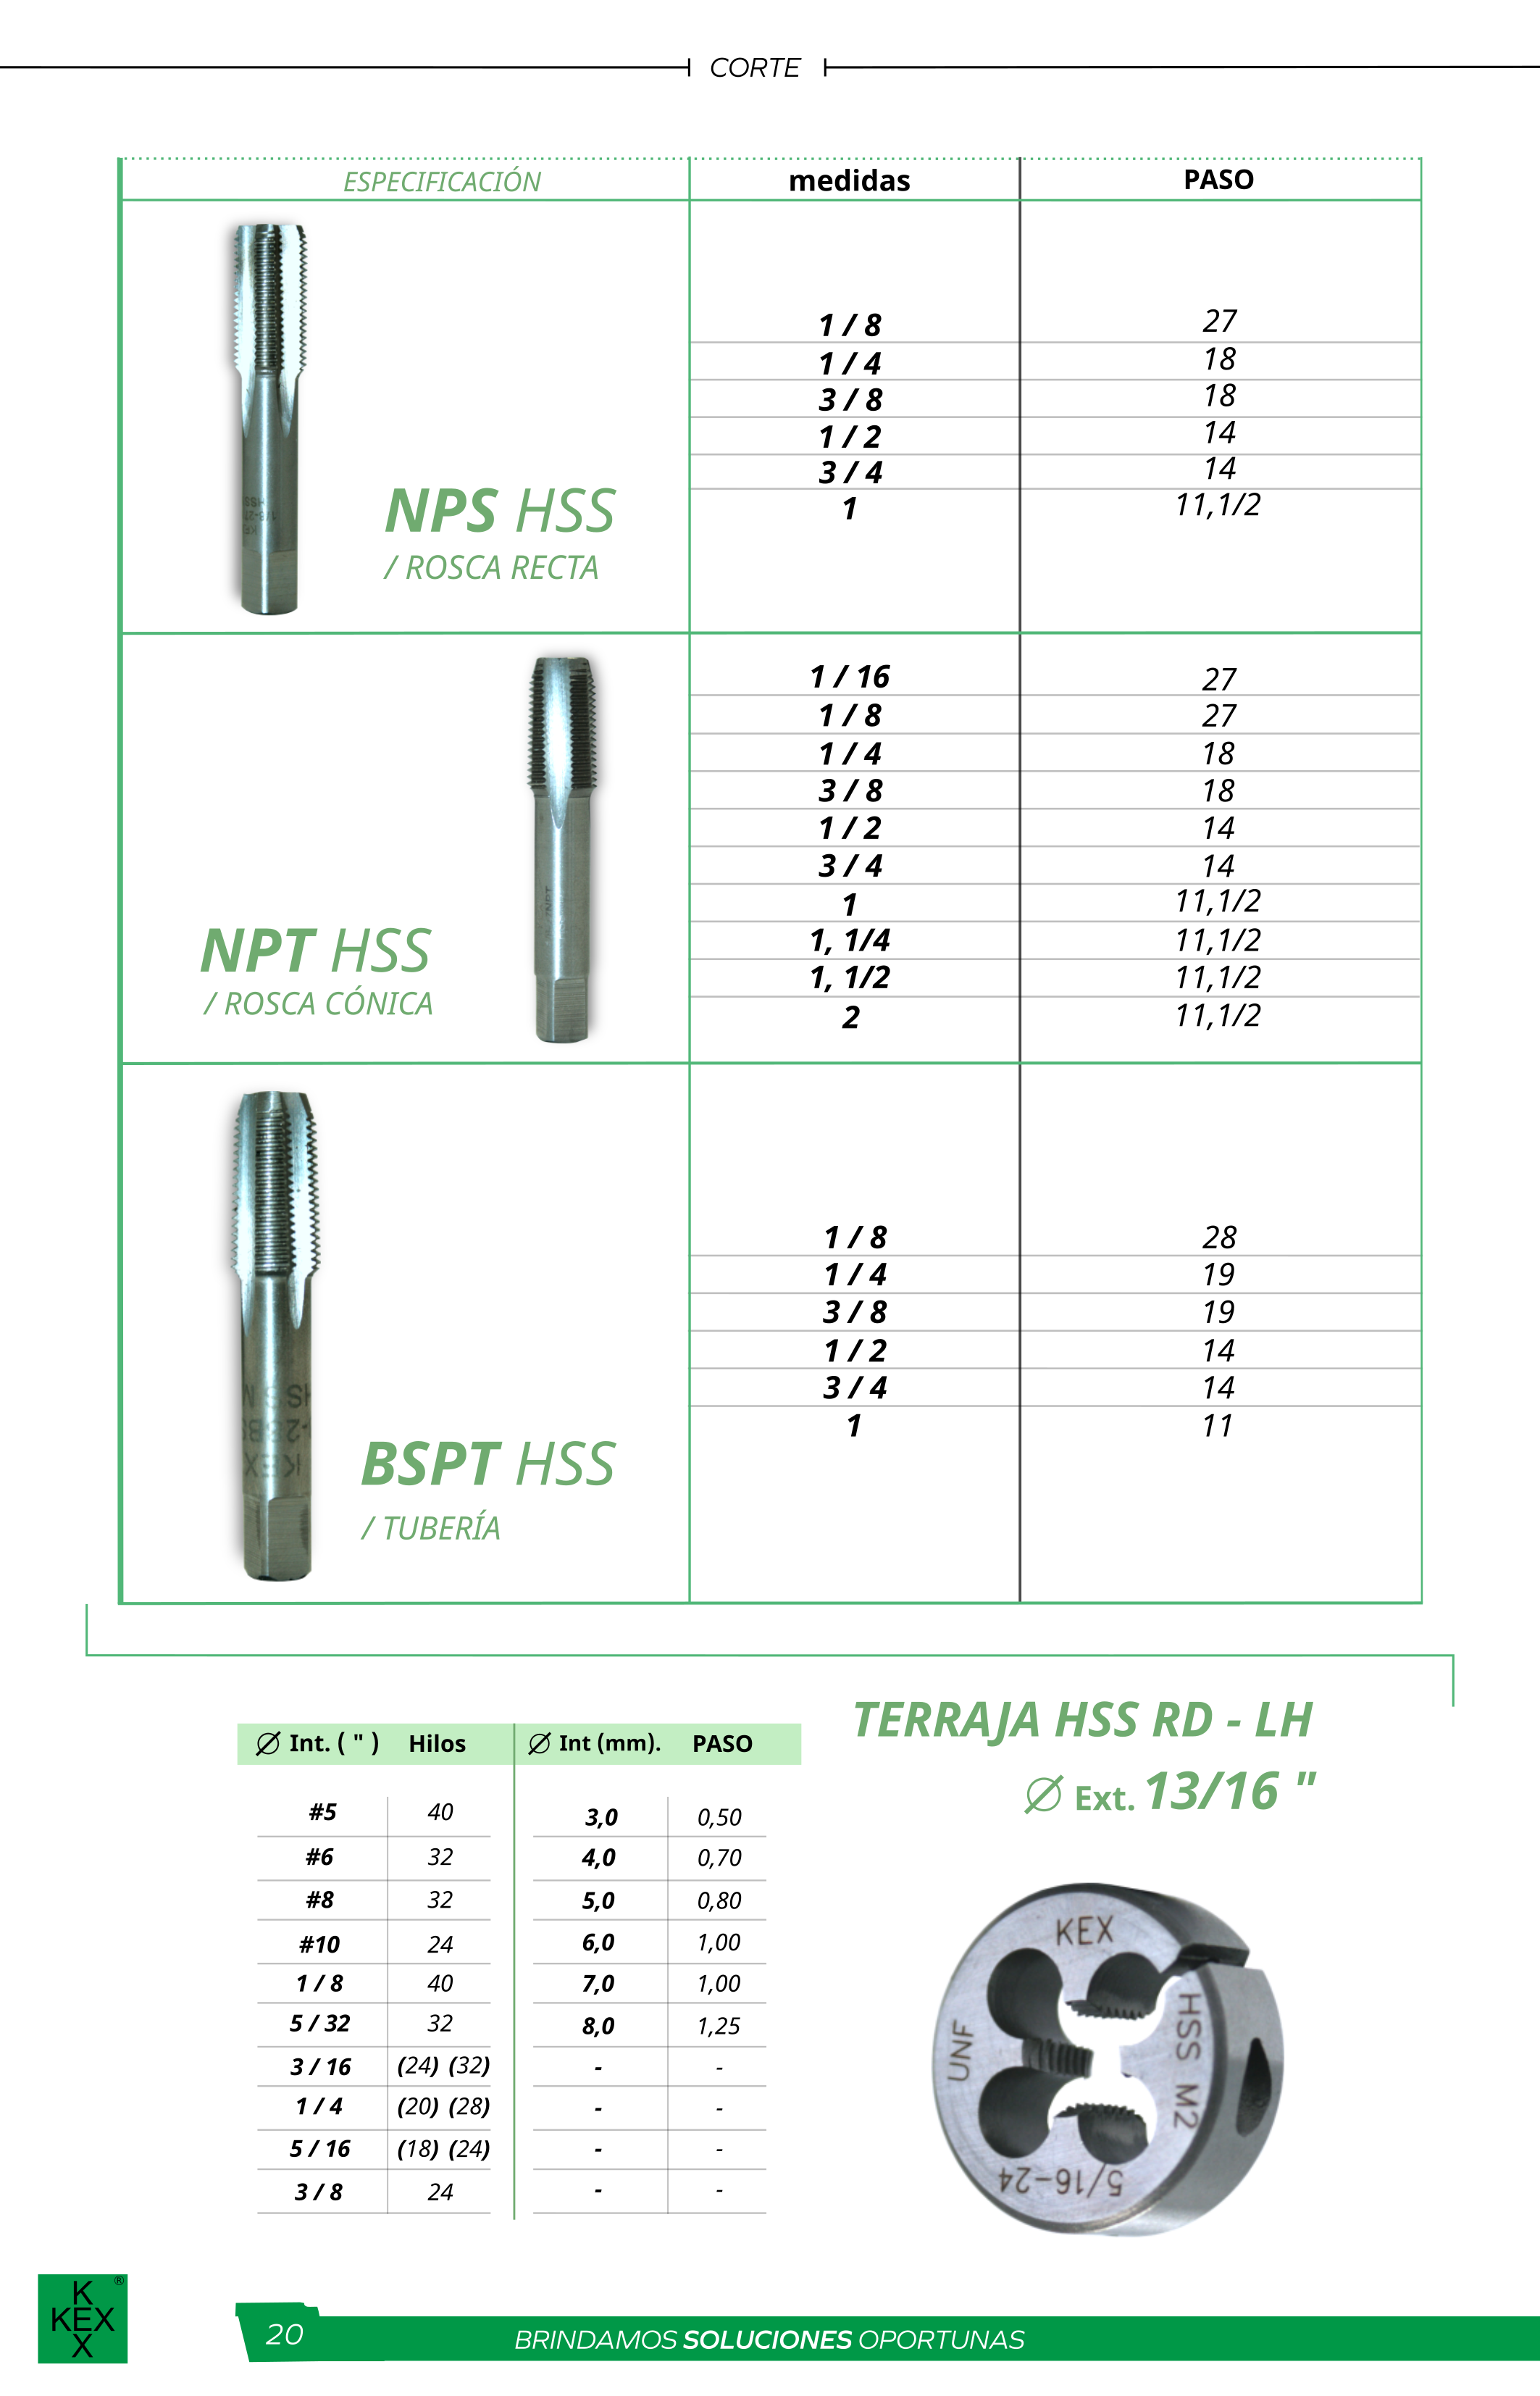 CORTE
ESPECIFICACIÓN medidas PASO
1 / 8 27
1 / 4 18
3 / 8 18
1 / 2 14
3 / 4 14
1 11,1/2
NPS HSS
/ ROSCA RECTA
1 / 16 27
1 / 8 27
1 / 4 18
3 / 8 18
1 / 2 14
3 / 4 14
1 11,1/2
1, 1/4 11,1/2
1, 1/2 11,1/2
2 11,1/2
NPT HSS
/ ROSCA CÓNICA
NPT
1 / 8 28
1 / 4 19
3 / 8 19
1 / 2 14
3 / 4 14
1 11
BSPT HSS
/ TUBERÍA
KEX
TERRAJA HSS RD - LH
Ø Ext. 13/16 "
Ø Int. ( " ) Hilos Ø Int (mm). PASO
#5 40 3,0 0,50
#6 32 4,0 0,70
#8 32 5,0 0,80
#10 24 6,0 1,00
1 / 8 40 7,0 1,00
5 / 32 32 8,0 1,25
3 / 16 (24) (32) - -
1 / 4 (20) (28) - -
5 / 16 (18) (24) - -
3 / 8 24 - -
KEX
UNF
HSS M2
5/16-24
K ®
KEX
X
20
BRINDAMOS SOLUCIONES OPORTUNAS